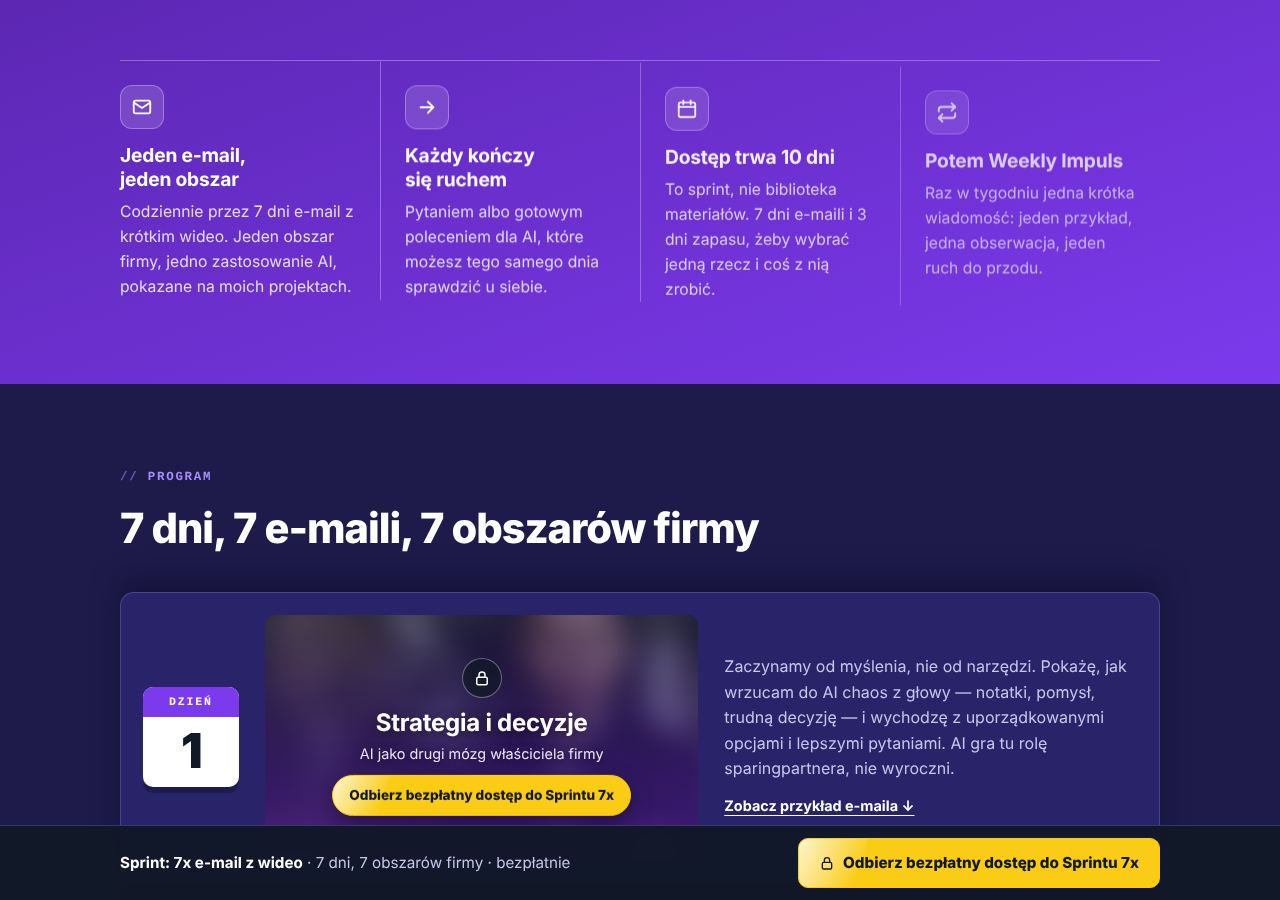 Jeden e-mail,
jeden obszar
Codziennie przez 7 dni e-mail z
krótkim wideo. Jeden obszar
firmy, jedno zastosowanie AI,
pokazane na moich projektach.
Każdy kończy
się ruchem
Pytaniem albo gotowym
poleceniem dla AI, które
możesz tego samego dnia
sprawdzić u siebie.
Dostęp trwa 10 dni
To sprint, nie biblioteka
materiałów. 7 dni e-maili i 3
dni zapasu, żeby wybrać
jedną rzecz i coś z nią
zrobić.
Potem Weekly Impuls
Raz w tygodniu jedna krótka
wiadomość: jeden przykład,
jedna obserwacja, jeden
ruch do przodu.
// PROGRAM
7 dni, 7 e-maili, 7 obszarów firmy
DZIEŃ
1
Strategia i decyzje
AI jako drugi mózg właściciela firmy
Odbierz bezpłatny dostęp do Sprintu 7x
Zaczynamy od myślenia, nie od narzędzi. Pokażę, jak
wrzucam do AI chaos z głowy — notatki, pomysł,
trudną decyzję — i wychodzę z uporządkowanymi
opcjami i lepszymi pytaniami. AI gra tu rolę
sparingpartnera, nie wyroczni.
Zobacz przykład e-maila ↓
Sprint: 7x e-mail z wideo · 7 dni, 7 obszarów firmy · bezpłatnie
Odbierz bezpłatny dostęp do Sprintu 7x